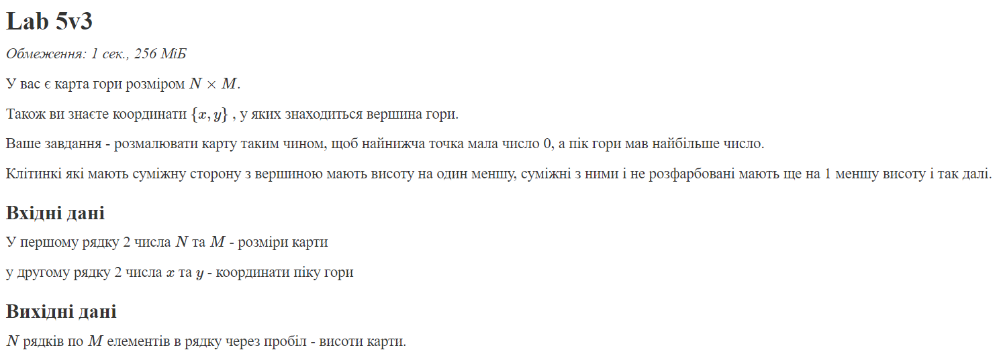 Lab 5v3
Обмеження: 1 сек., 256 МіБ
У вас є карта гори розміром N × M.
Також ви знаєте координати {x, y} , у яких знаходиться вершина гори.
Ваше завдання - розмалювати карту таким чином, щоб найнижча точка мала число 0, а пік гори мав найбільше число.
Клітинкі які мають суміжну сторону з вершиною мають висоту на один меншу, суміжні з ними і не розфарбовані мають ще на 1 меншу висоту і так далі.
Вхідні дані
У першому рядку 2 числа N та M - розміри карти
у другому рядку 2 числа x та y - координати піку гори
Вихідні дані
N рядків по M елементів в рядку через пробіл - висоти карти.